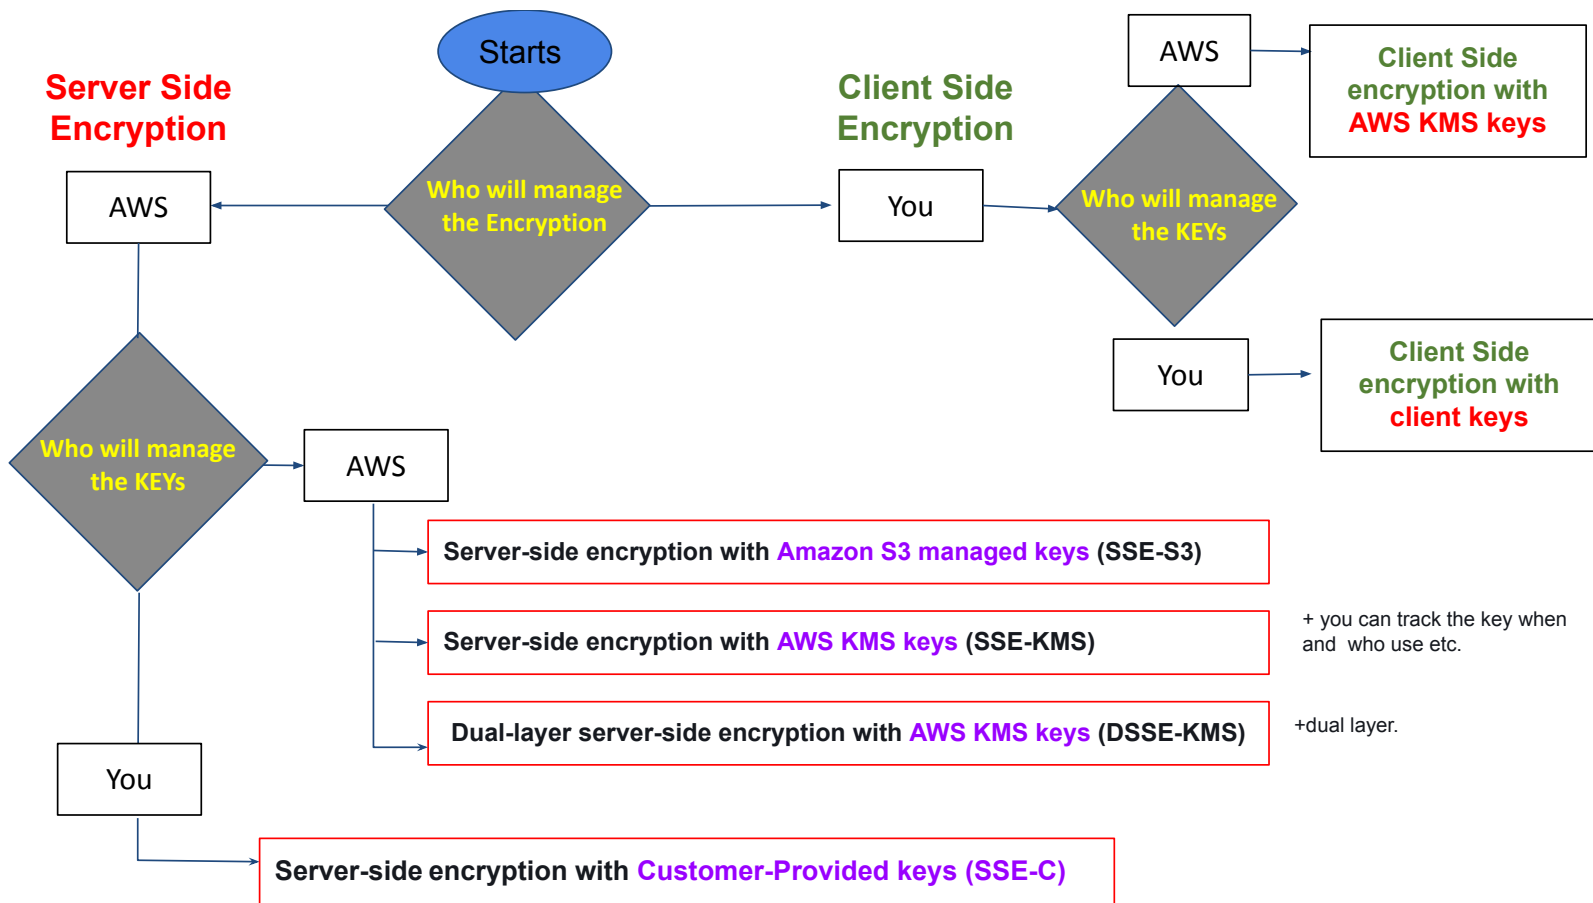 Starts
Server Side
Encryption
Client Side
Encryption
AWS
Client Side
encryption with
AWS KMS keys
AWS
Who will manage
the Encryption
You
Who will manage
the KEYs
You
Client Side
encryption with
client keys
Who will manage
the KEYs
AWS
Server-side encryption with Amazon S3 managed keys (SSE-S3)
Server-side encryption with AWS KMS keys (SSE-KMS)
+ you can track the key when
and who use etc.
Dual-layer server-side encryption with AWS KMS keys (DSSE-KMS)
+dual layer.
You
Server-side encryption with Customer-Provided keys (SSE-C)